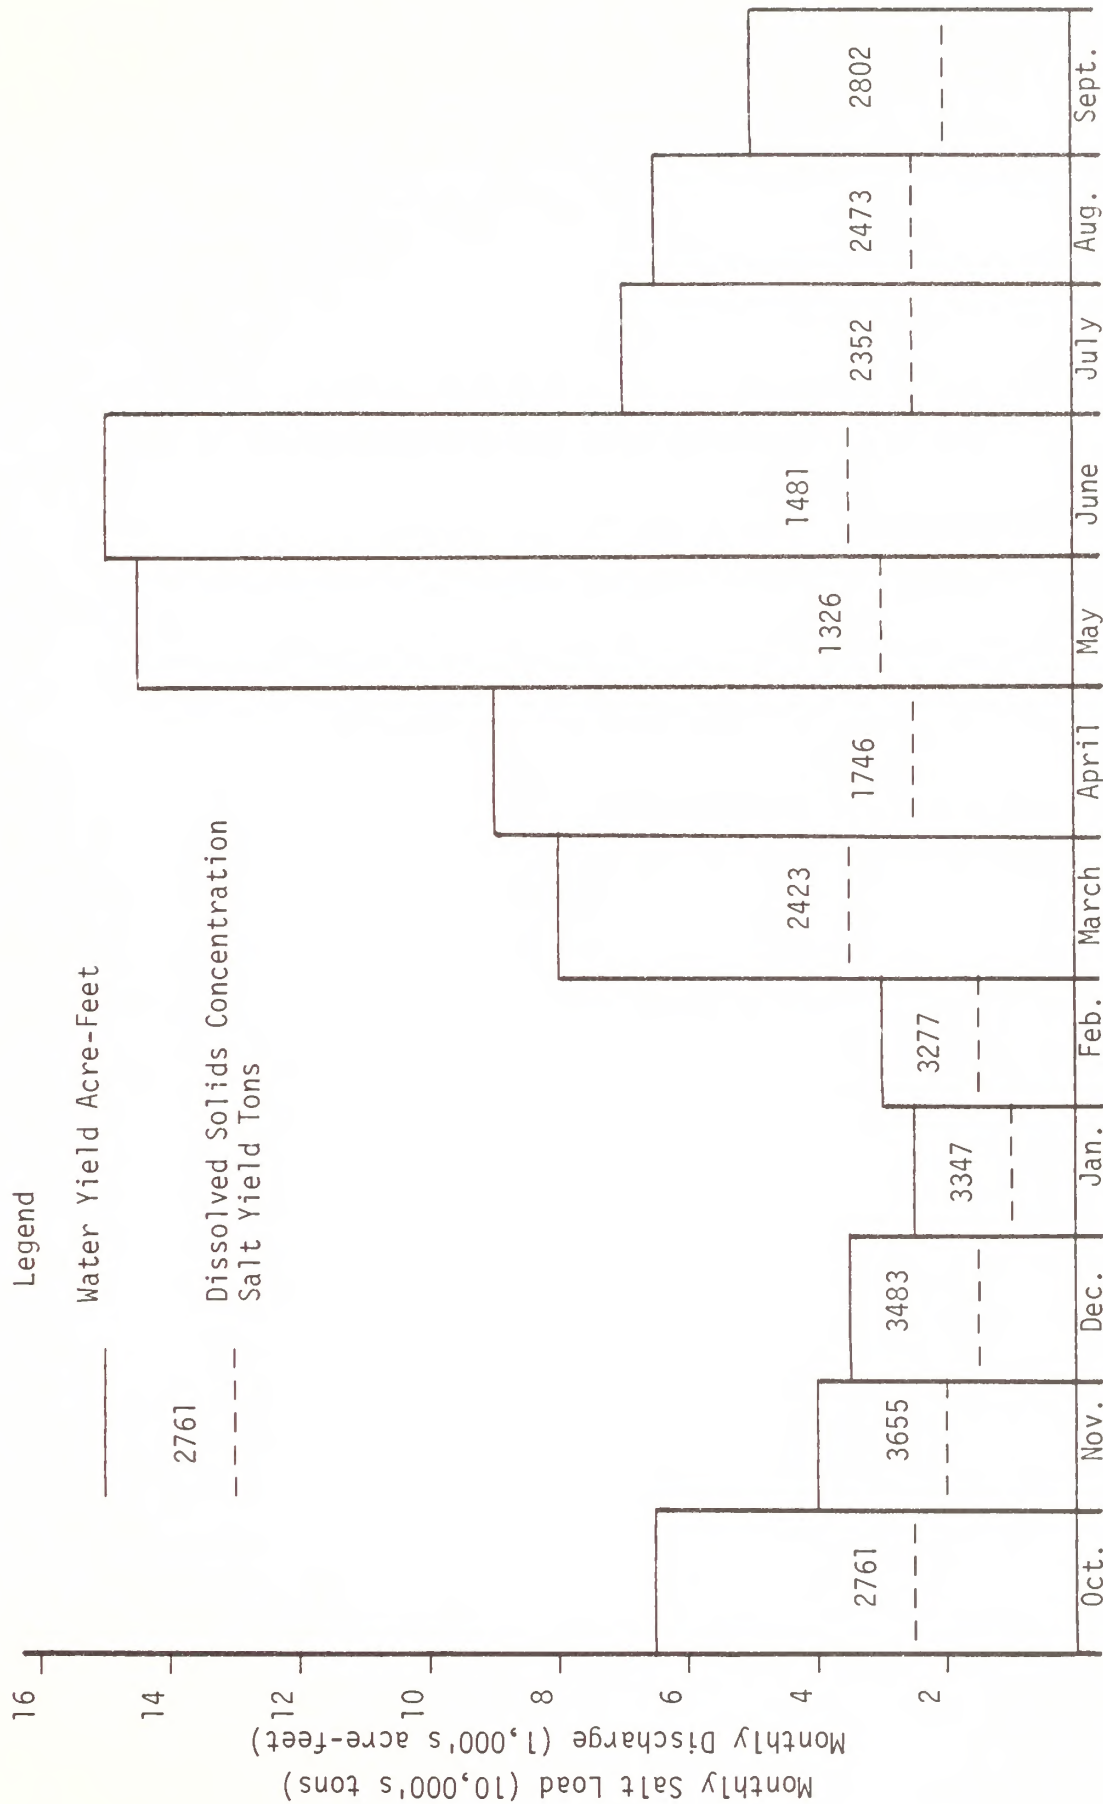 Legend
Water Yield Acre-Feet
2761
Dissolved Solids Concentration
Salt Yield Tons
Monthly Salt Load (10,000's tons)
Monthly Discharge (1,000's acre-feet)
16
14
12
10
8
6
4
2
2761
3655
3483
3347
3277
2423
1746
1326
1481
2352
2473
2802
Oct.
Nov.
Dec.
Jan.
Feb.
March
April
May
June
July
Aug.
Sept.